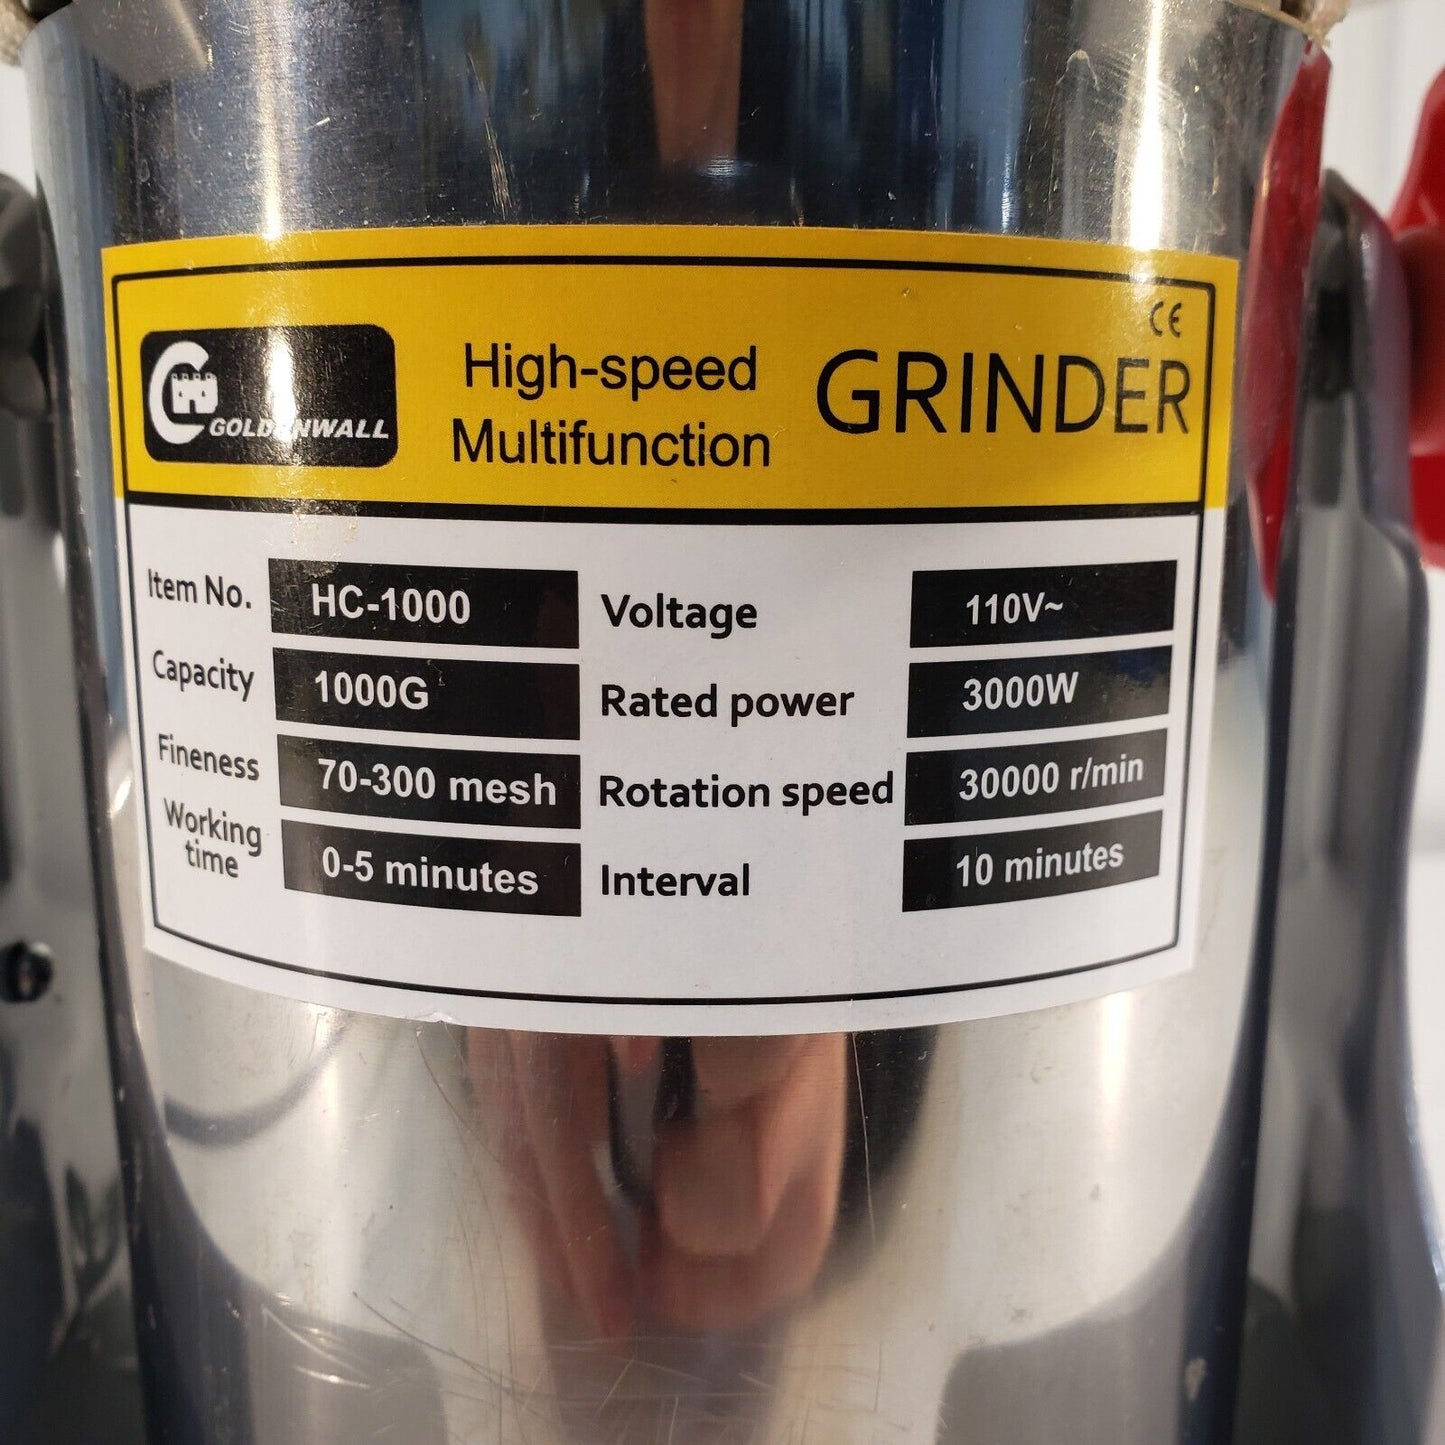 CE
GOLDENWALL
High-speed
Multifunction
GRINDER
Item No. HC-1000
Capacity 1000G
Fineness 70-300 mesh
Working
time
0-5 minutes
Voltage 110V~
Rated power 3000W
Rotation speed 30000 r/min
Interval 10 minutes